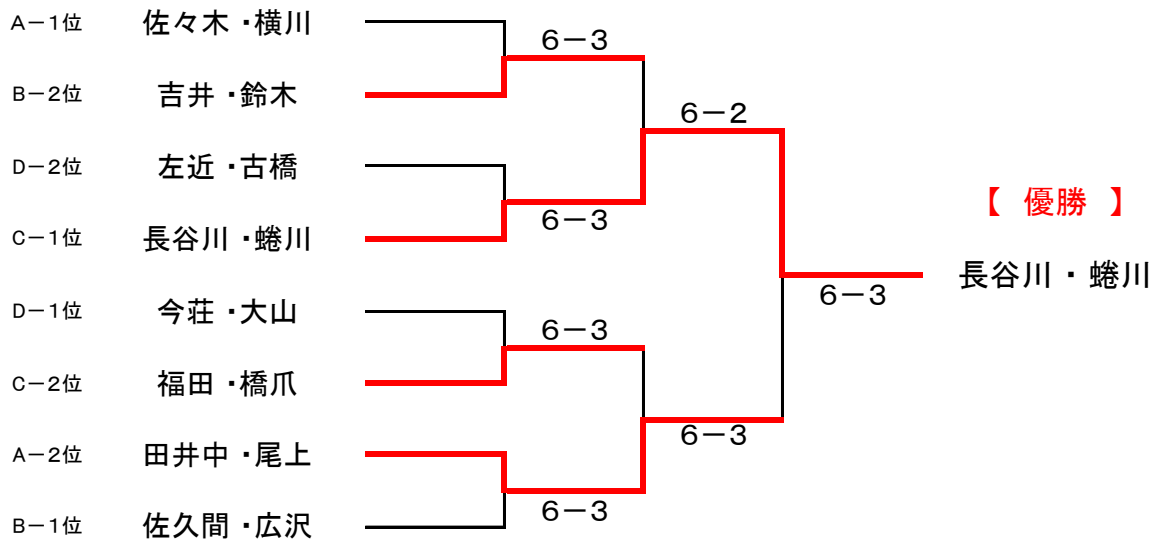 A－1位 佐々木・横川
6－3
B－2位 吉井・鈴木
6－2
D－2位 左近・古橋
【 優勝 】
6－3
C－1位 長谷川・蜷川
長谷川・蜷川
6－3
D－1位 今荘・大山
6－3
C－2位 福田・橋爪
6－3
A－2位 田井中・尾上
6－3
B－1位 佐久間・広沢